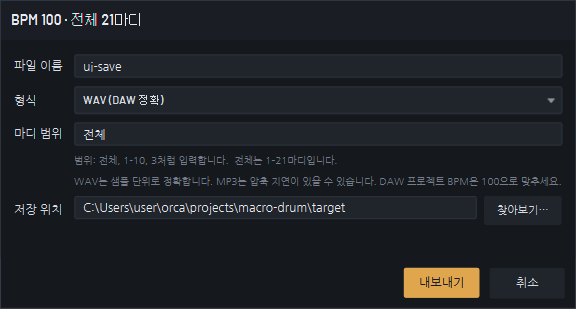 BPM 100 · 전체 21마디
파일 이름
uj-save
형식
WAV (DAW 정확)
마디 범위
전체
범위: 전체, 1-10, 3처럼 입력합니다. 전체는 1-21마디입니다.
WAV는 샘플 단위로 정확합니다. MP3는 압축 지연이 있을 수 있습니다. DAW 프로젝트 BPM은 100으로 맞추세요.
저장 위치
C:\Users\user\orca\projects\macro-drum\target
찾아보기…
내보내기
취소